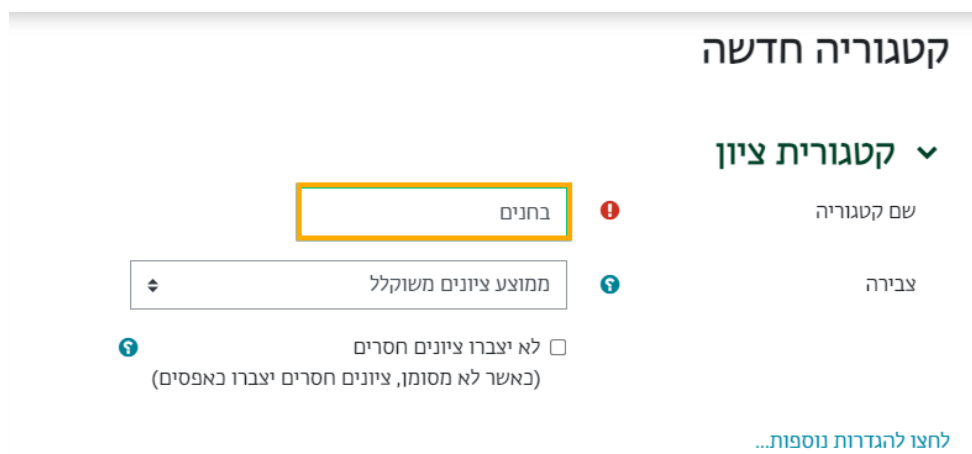 קטגוריה חדשה
קטגורית ציון
שם קטגוריה
בחנים
צבירה
ממוצע ציונים משוקלל
לא יצברו ציונים חסרים
(כאשר לא מסומן, ציונים חסרים יצברו כאפסים)
לחצו להגדרות נוספות...